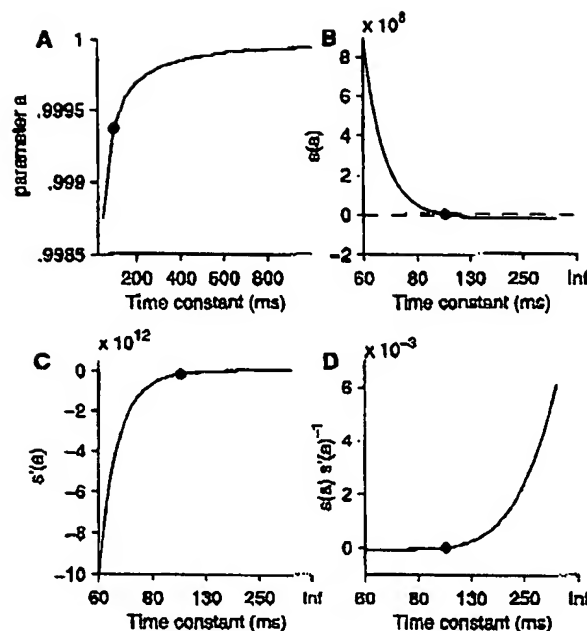 A
1
.9995
.999
.9985
parameter a
200 400 600 800
Time constant (ms)
B
x 10^8
8
6
4
2
0
-2
s(a)
60 80 130 250 Inf
Time constant (ms)
C
x 10^12
0
-2
-4
-6
-8
-10
s'(a)
60 80 130 250 Inf
Time constant (ms)
D
x 10^-3
6
4
2
0
s(a) s'(a)^-1
60 80 130 250 Inf
Time constant (ms)